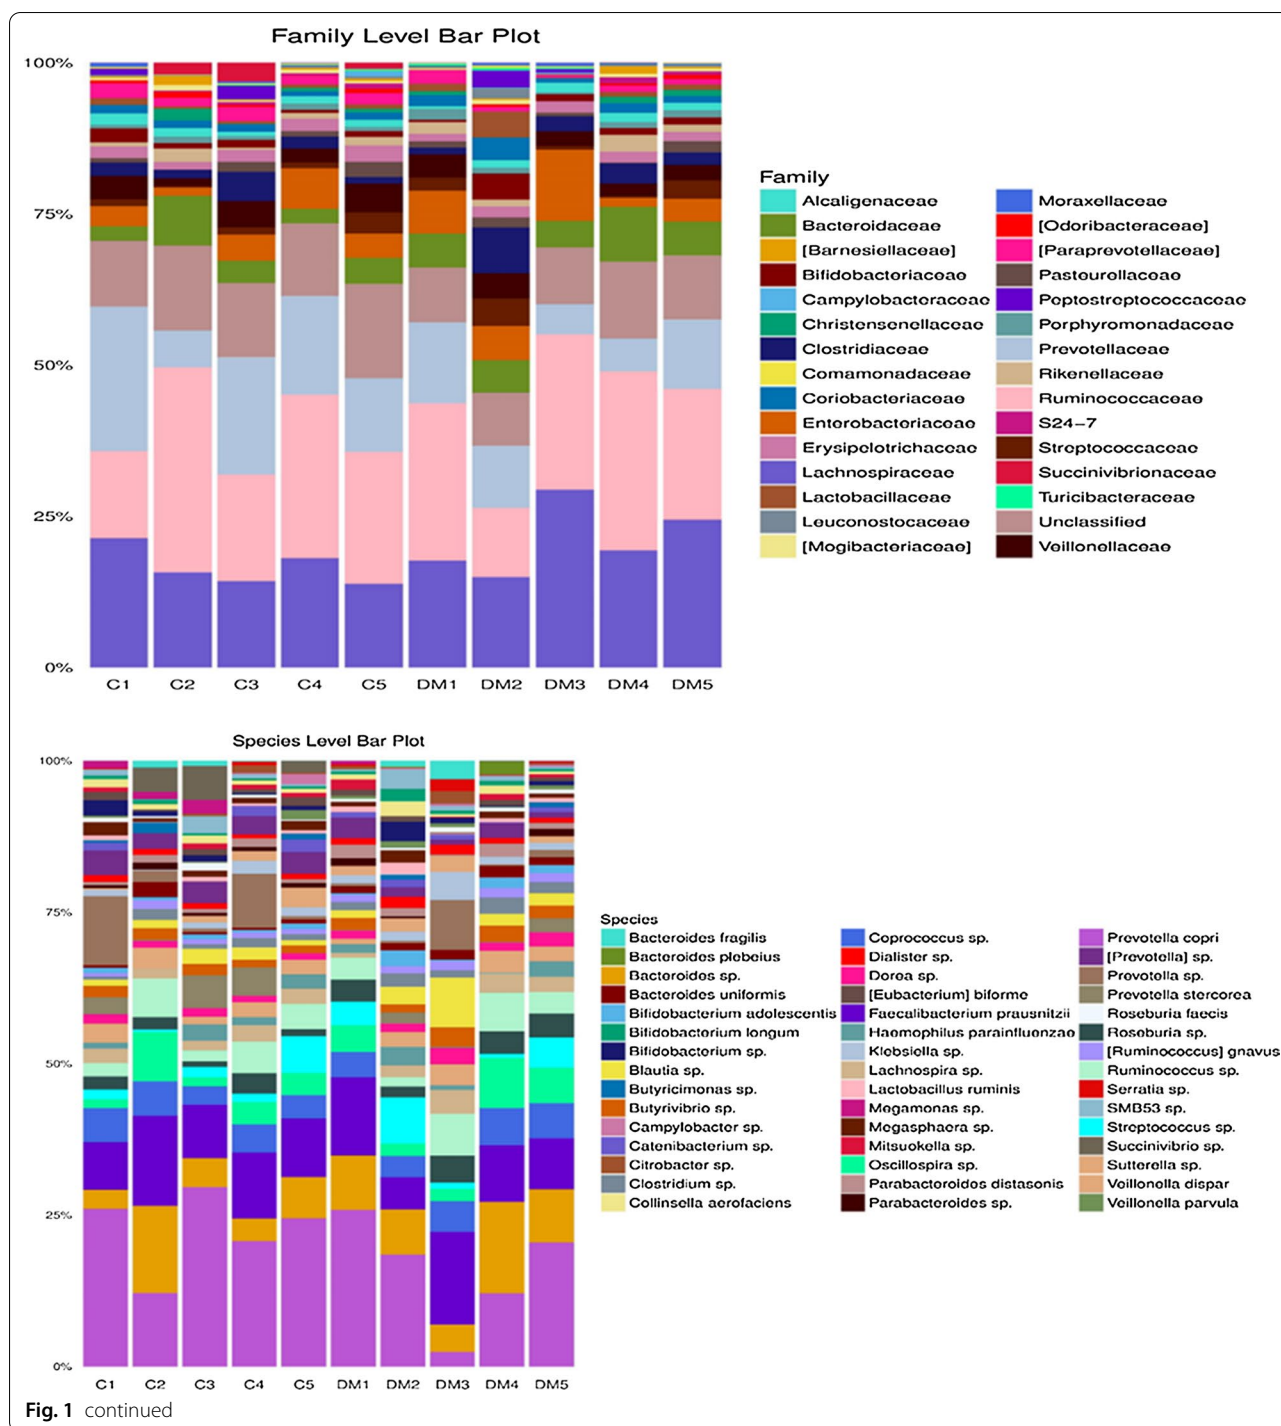 Family Level Bar Plot
100%
75%
50%
25%
0%
C1 C2 C3 C4 C5 DM1 DM2 DM3 DM4 DM5
Family
Alcaligenaceae Moraxellaceae
Bacteroidaceae [Odoribacteraceae]
[Barnesiellaceae] [Paraprevotellaceae]
Bifidobacteriaceae Pasteurellaceae
Campylobacteraceae Peptostreptococcaceae
Christensenellaceae Porphyromonadaceae
Clostridiaceae Prevotellaceae
Comamonadaceae Rikenellaceae
Coriobacteriaceae Ruminococcaceae
Enterobacteriaceae S24-7
Erysipelotrichaceae Streptococcaceae
Lachnospiraceae Succinivibrionaceae
Lactobacillaceae Turicibacteraceae
Leuconostocaceae Unclassified
[Mogibacteriaceae] Veillonellaceae
Species Level Bar Plot
100%
75%
50%
25%
0%
C1 C2 C3 C4 C5 DM1 DM2 DM3 DM4 DM5
Species
Bacteroides fragilis Coprococcus sp. Prevotella copri
Bacteroides plebeius Dialister sp. [Prevotella] sp.
Bacteroides sp. Dorea sp. Prevotella sp.
Bacteroides uniformis [Eubacterium] biforme Prevotella stercorea
Bifidobacterium adolescentis Faecalibacterium prausnitzii Roseburia faecis
Bifidobacterium longum Haemophilus parainfluenzae Roseburia sp.
Bifidobacterium sp. Klebsiella sp. [Ruminococcus] gnavus
Blautia sp. Lachnospira sp. Ruminococcus sp.
Butyricimonas sp. Lactobacillus ruminis Serratia sp.
Butyrivibrio sp. Megamonas sp. SMB53 sp.
Campylobacter sp. Megasphaera sp. Streptococcus sp.
Catenibacterium sp. Mitsuokella sp. Succinivibrio sp.
Citrobacter sp. Oscillospira sp. Sutterella sp.
Clostridium sp. Parabacteroides distasonis Veillonella dispar
Collinsella aerofaciens Parabacteroides sp. Veillonella parvula
Fig. 1 continued